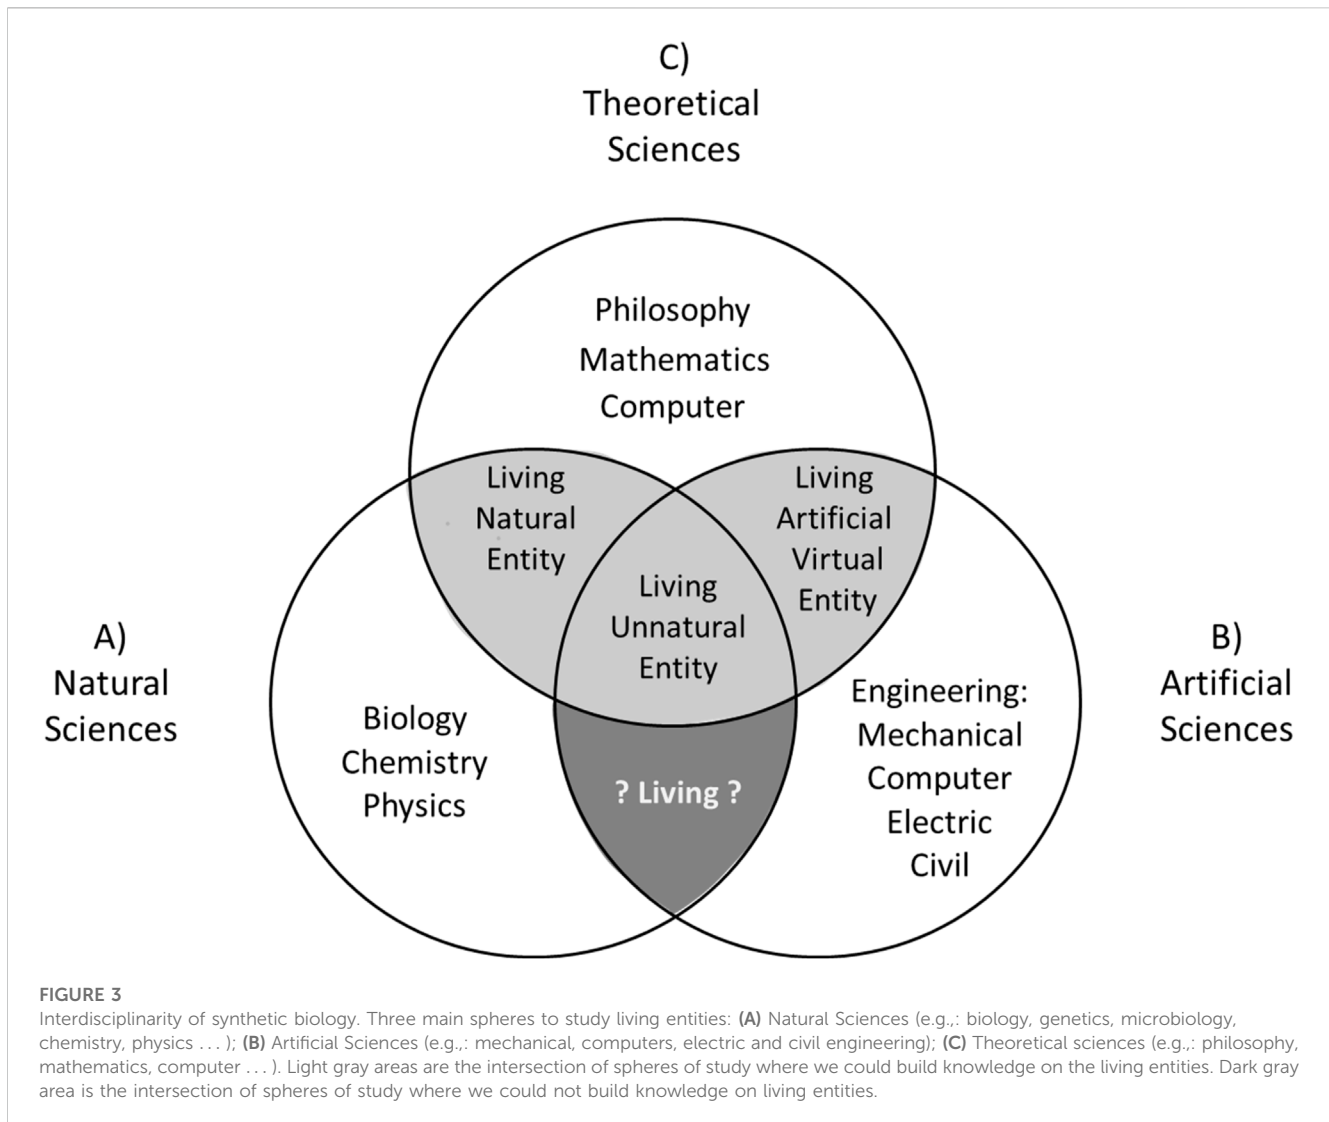 C)
Theoretical
Sciences
Philosophy
Mathematics
Computer
Living
Natural
Entity
Living
Artificial
Virtual
Entity
Living
Unnatural
Entity
A)
Natural
Sciences
B)
Artificial
Sciences
Biology
Chemistry
Physics
Engineering:
Mechanical
Computer
Electric
Civil
? Living ?
FIGURE 3
Interdisciplinarity of synthetic biology. Three main spheres to study living entities: (A) Natural Sciences (e.g.,: biology, genetics, microbiology,
chemistry, physics ... ); (B) Artificial Sciences (e.g.,: mechanical, computers, electric and civil engineering); (C) Theoretical sciences (e.g.,: philosophy,
mathematics, computer ... ). Light gray areas are the intersection of spheres of study where we could build knowledge on the living entities. Dark gray
area is the intersection of spheres of study where we could not build knowledge on living entities.